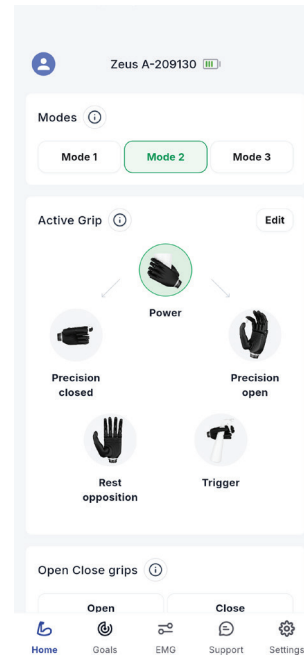 Zeus A-209130
Modes
Mode 1 Mode 2 Mode 3
Active Grip Edit
Power
Precision
closed
Precision
open
Rest
opposition
Trigger
Open Close grips
Open Close
Home Goals EMG Support Settings